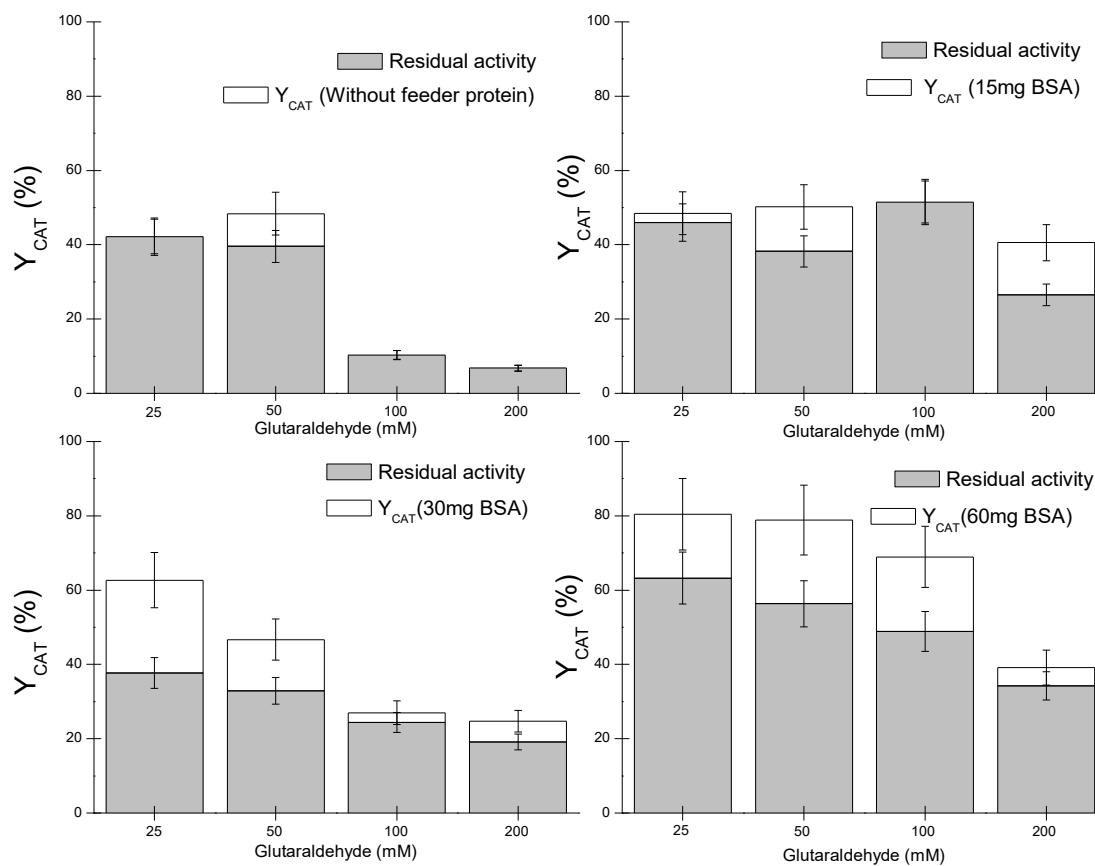 100
80
60
40
20
0
Y_CAT (%)
Residual activity
Y_CAT (Without feeder protein)
25 50 100 200
Glutaraldehyde (mM)
100
80
60
40
20
0
Y_CAT (%)
Residual activity
Y_CAT (15mg BSA)
25 50 100 200
Glutaraldehyde (mM)
100
80
60
40
20
0
Y_CAT (%)
Residual activity
Y_CAT(30mg BSA)
25 50 100 200
Glutaraldehyde (mM)
100
80
60
40
20
0
Y_CAT (%)
Residual activity
Y_CAT(60mg BSA)
25 50 100 200
Glutaraldehyde (mM)